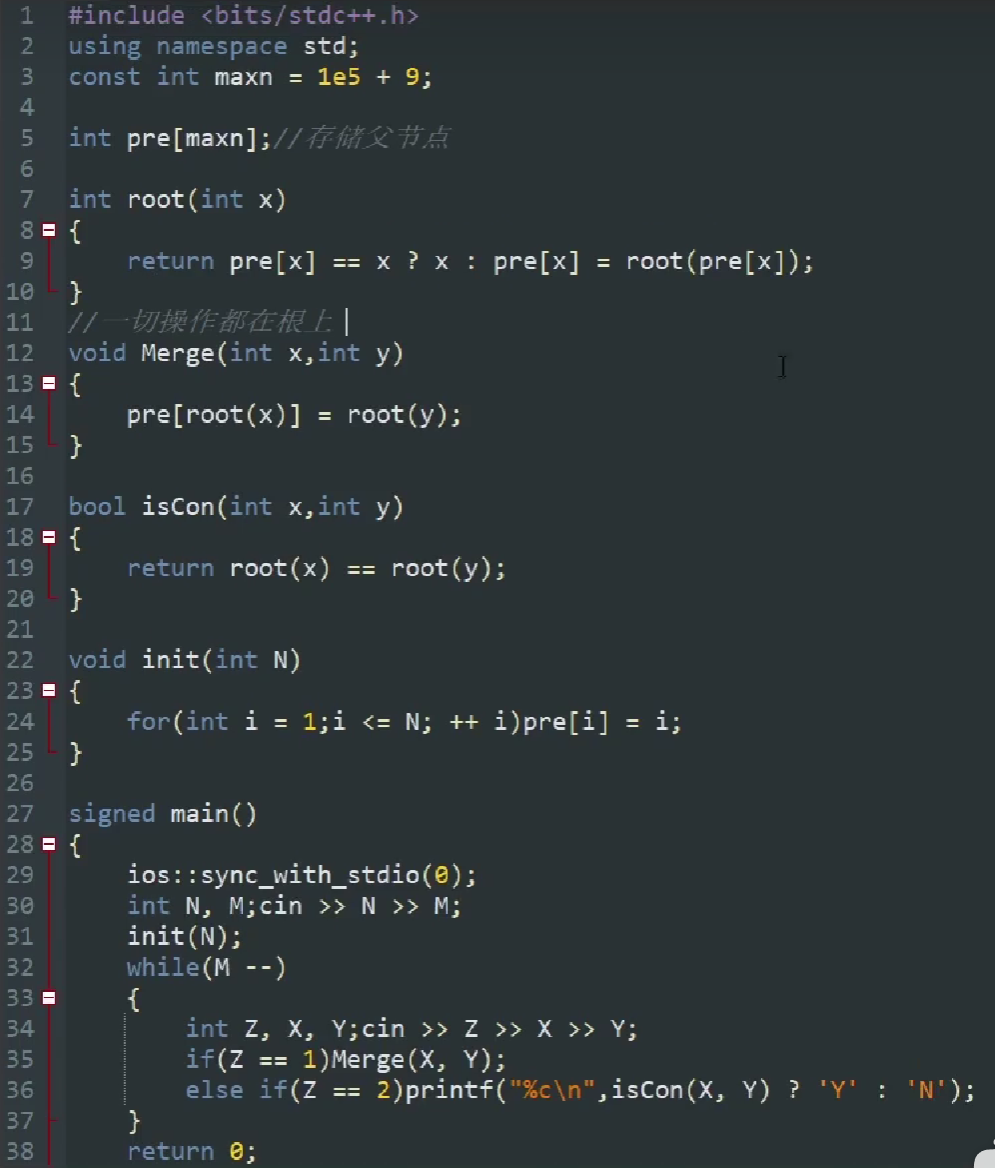 1 #include <bits/stdc++.h>
2 using namespace std;
3 const int maxn = 1e5 + 9;
4
5 int pre[maxn];//存储父节点
6
7 int root(int x)
8 {
9     return pre[x] == x ? x : pre[x] = root(pre[x]);
10 }
11 //一切操作都在根上
12 void Merge(int x,int y)
13 {
14     pre[root(x)] = root(y);
15 }
16
17 bool isCon(int x,int y)
18 {
19     return root(x) == root(y);
20 }
21
22 void init(int N)
23 {
24     for(int i = 1;i <= N; ++ i)pre[i] = i;
25 }
26
27 signed main()
28 {
29     ios::sync_with_stdio(0);
30     int N, M;cin >> N >> M;
31     init(N);
32     while(M --)
33     {
34         int Z, X, Y;cin >> Z >> X >> Y;
35         if(Z == 1)Merge(X, Y);
36         else if(Z == 2)printf("%c\n",isCon(X, Y) ? 'Y' : 'N');
37     }
38     return 0;